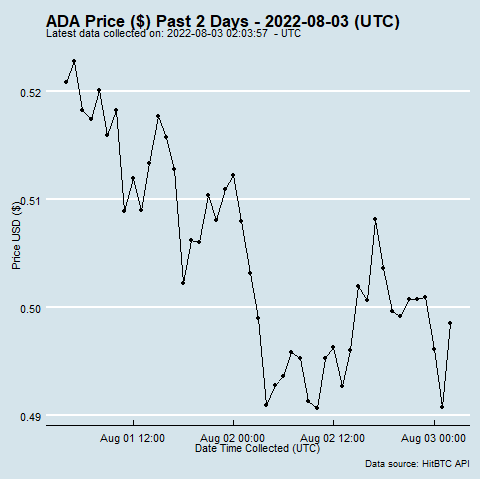 ADA Price ($) Past 2 Days - 2022-08-03 (UTC)
Latest data collected on: 2022-08-03 02:03:57 - UTC
0.52
0.51
0.50
0.49
Price USD ($)
Aug 01 12:00
Aug 02 00:00
Aug 02 12:00
Aug 03 00:00
Date Time Collected (UTC)
Data source: HitBTC API